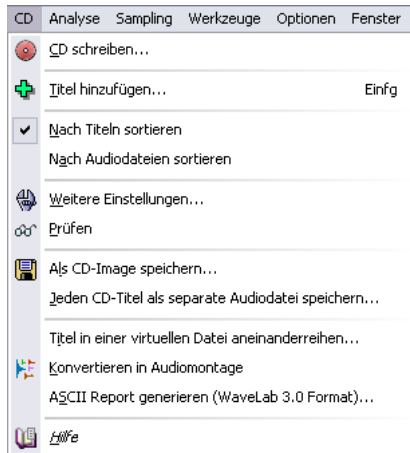 CD Analyse Sampling Werkzeuge Optionen Fenster
CD schreiben...
Titel hinzufügen... Einfg
Nach Titeln sortieren
Nach Audiodateien sortieren
Weitere Einstellungen...
Prüfen
Als CD-Image speichern...
Jeden CD-Titel als separate Audiodatei speichern...
Titel in einer virtuellen Datei aneinanderreihen...
Konvertieren in Audiomontage
ASCII Report generieren (WaveLab 3.0 Format)...
Hilfe